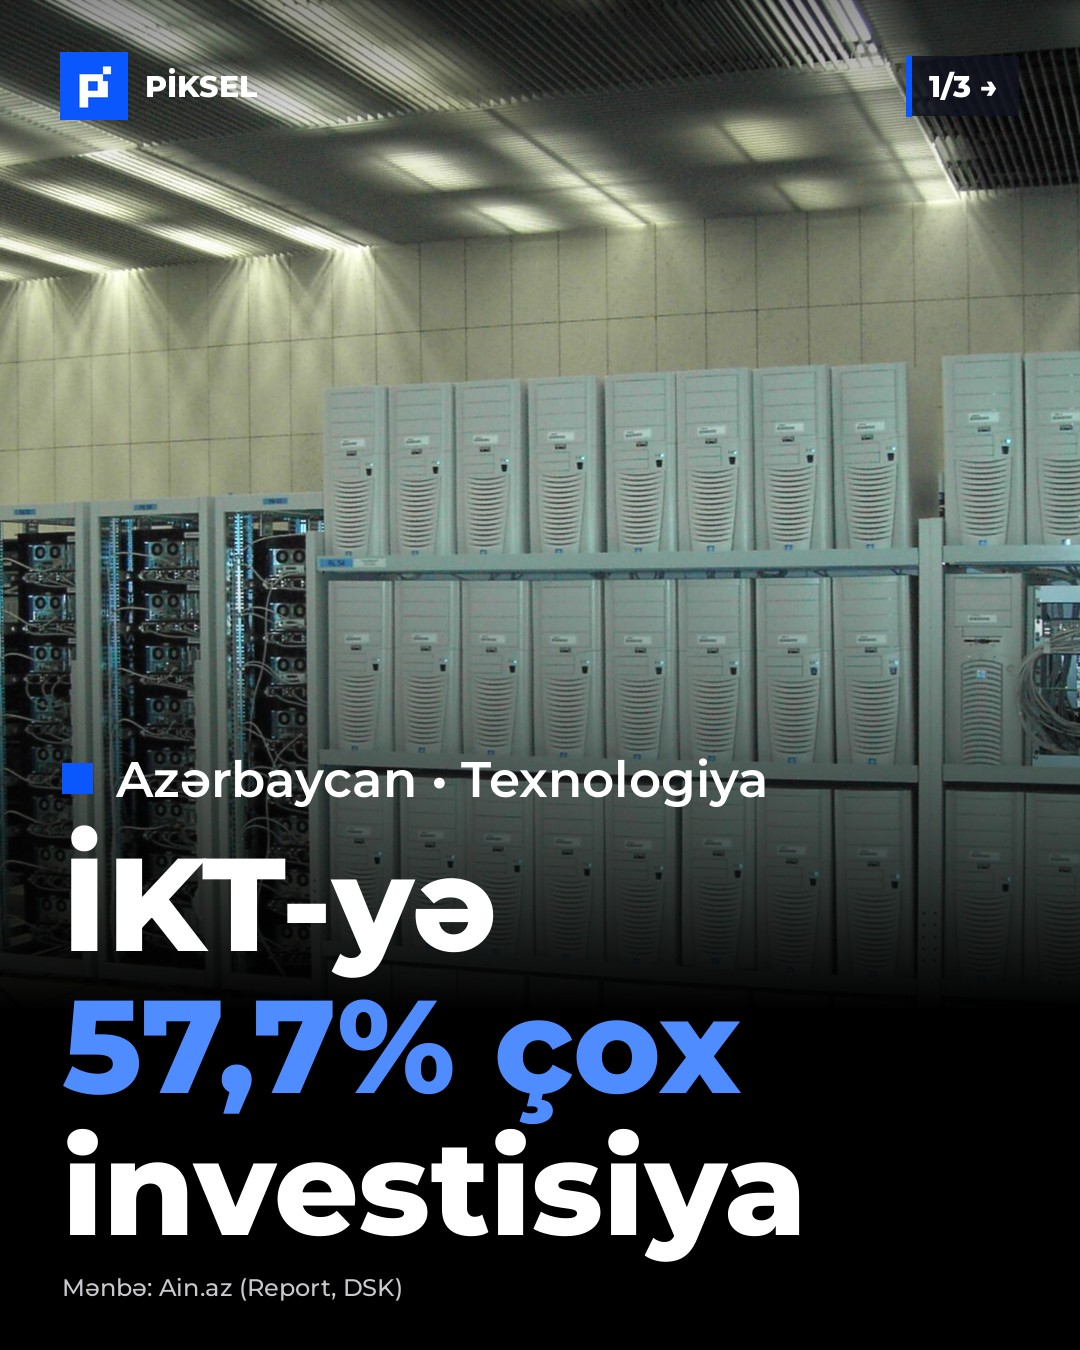 PİKSEL
1/3 →
Azərbaycan • Texnologiya
İKT-yə
57,7% çox
investisiya
Mənbə: Ain.az (Report, DSK)